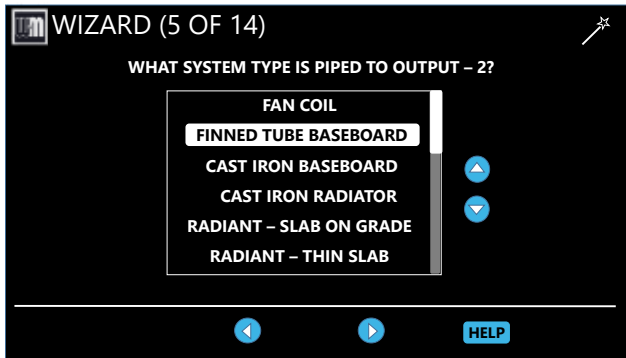 WIZARD (5 OF 14)
WHAT SYSTEM TYPE IS PIPED TO OUTPUT – 2?
FAN COIL
FINNED TUBE BASEBOARD
CAST IRON BASEBOARD
CAST IRON RADIATOR
RADIANT – SLAB ON GRADE
RADIANT – THIN SLAB
HELP